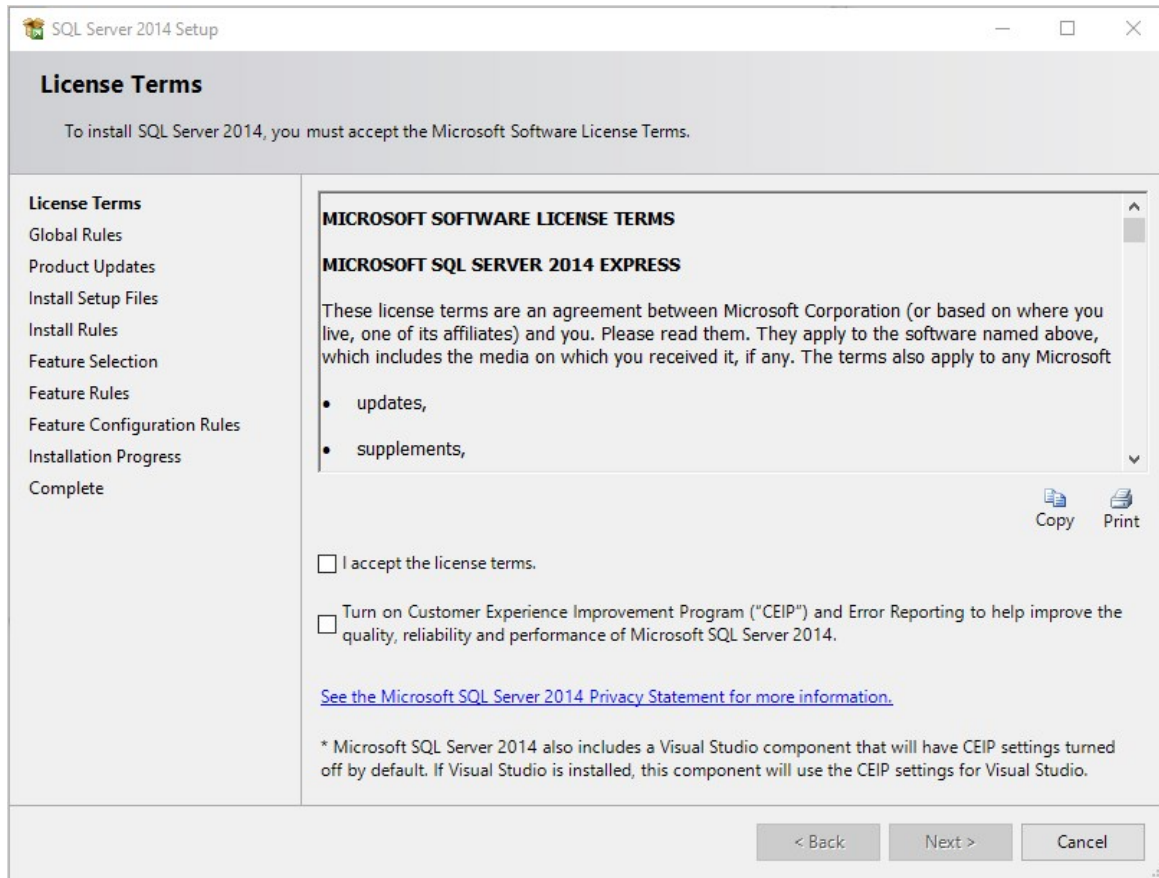 SQL Server 2014 Setup
License Terms
To install SQL Server 2014, you must accept the Microsoft Software License Terms.
License Terms
Global Rules
Product Updates
Install Setup Files
Install Rules
Feature Selection
Feature Rules
Feature Configuration Rules
Installation Progress
Complete
MICROSOFT SOFTWARE LICENSE TERMS
MICROSOFT SQL SERVER 2014 EXPRESS
These license terms are an agreement between Microsoft Corporation (or based on where you
live, one of its affiliates) and you. Please read them. They apply to the software named above,
which includes the media on which you received it, if any. The terms also apply to any Microsoft
• updates,
• supplements,
Copy
Print
I accept the license terms.
Turn on Customer Experience Improvement Program (“CEIP”) and Error Reporting to help improve the
quality, reliability and performance of Microsoft SQL Server 2014.
See the Microsoft SQL Server 2014 Privacy Statement for more information.
* Microsoft SQL Server 2014 also includes a Visual Studio component that will have CEIP settings turned
off by default. If Visual Studio is installed, this component will use the CEIP settings for Visual Studio.
< Back
Next >
Cancel